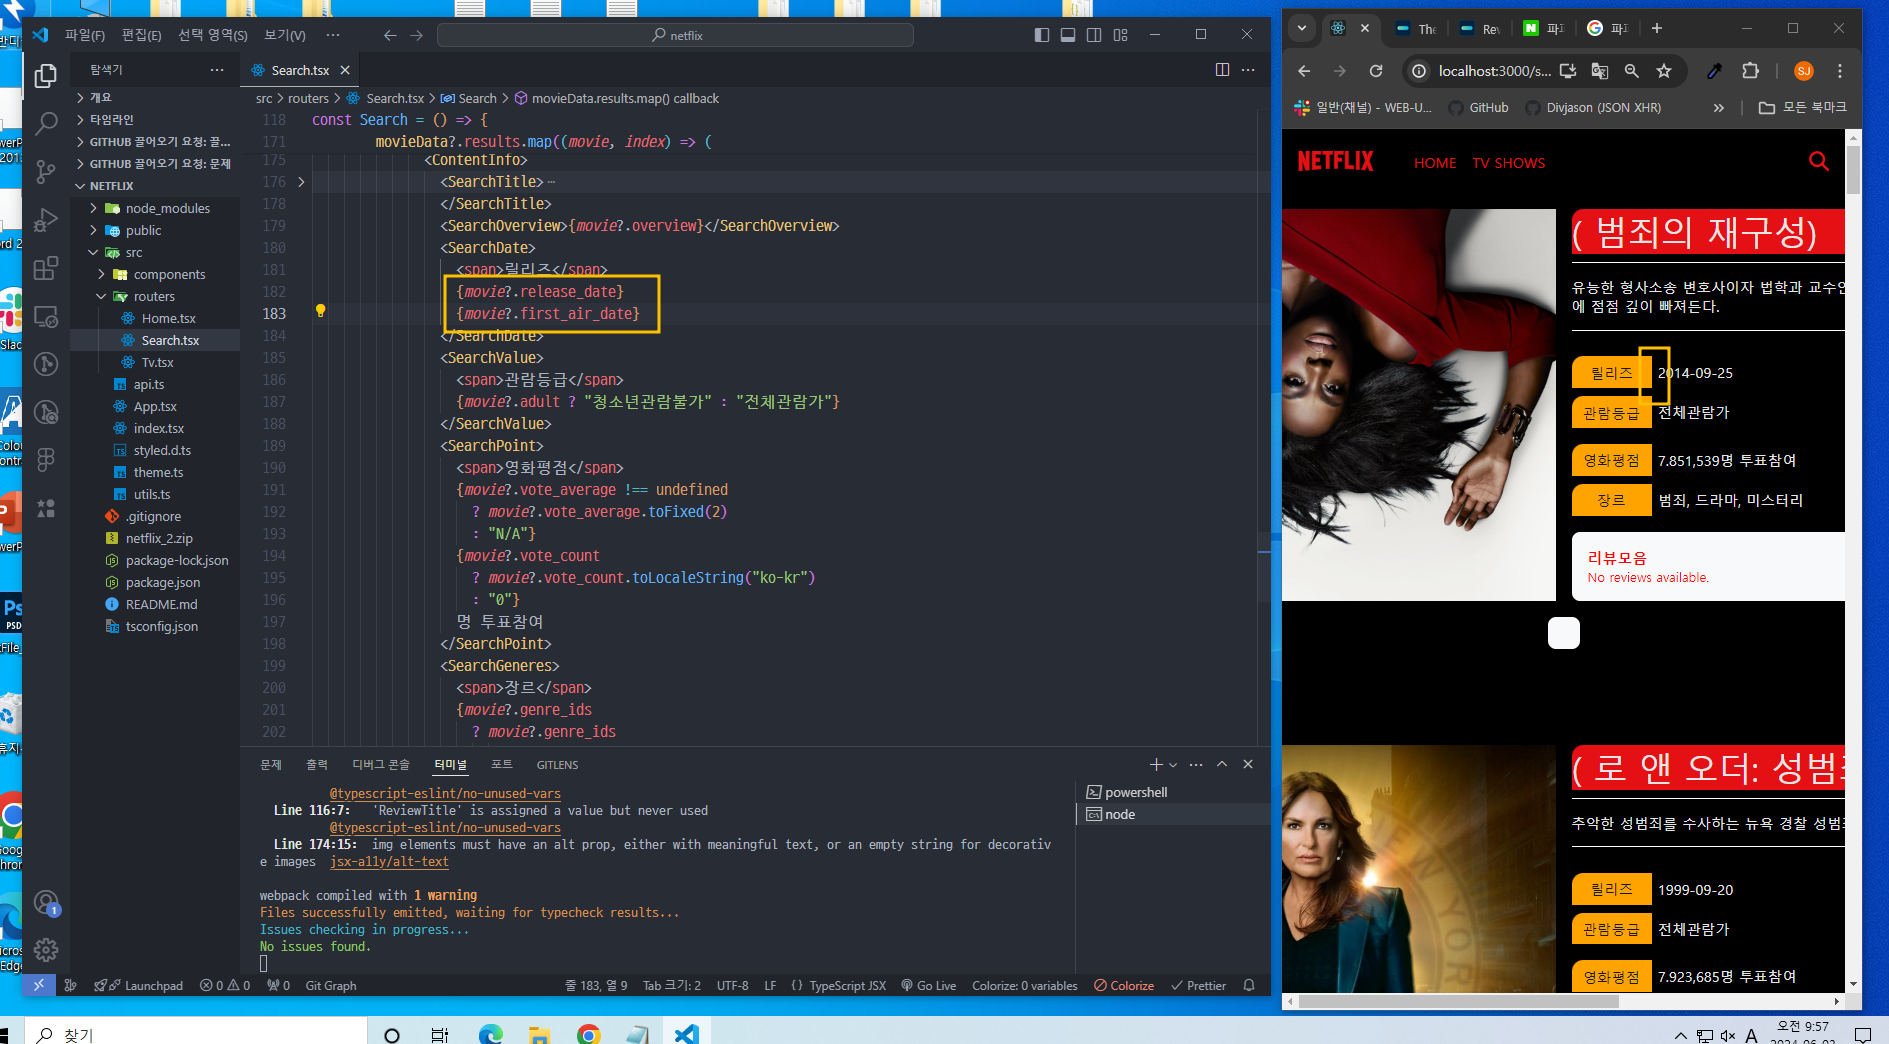 파일(F) 편집(E) 선택 영역(S) 보기(V) ···
netflix
탐색기 ···
개요
타임라인
GITHUB 끌어오기 요청: 끌...
GITHUB 끌어오기 요청: 문제
NETFLIX
node_modules
public
src
components
routers
Home.tsx
Search.tsx
Tv.tsx
api.ts
App.tsx
index.tsx
styled.d.ts
theme.ts
utils.ts
.gitignore
netflix_2.zip
package-lock.json
package.json
README.md
tsconfig.json
Search.tsx
src > routers > Search.tsx > Search > movieData.results.map() callback
118 const Search = () => {
171 movieData?.results.map((movie, index) => (
175 <ContentInfo>
176 <SearchTitle>···
178 </SearchTitle>
179 <SearchOverview>{movie?.overview}</SearchOverview>
180 <SearchDate>
181 <span>릴리즈</span>
182 {movie?.release_date}
183 {movie?.first_air_date}
184 </SearchDate>
185 <SearchValue>
186 <span>관람등급</span>
187 {movie?.adult ? "청소년관람불가" : "전체관람가"}
188 </SearchValue>
189 <SearchPoint>
190 <span>영화평점</span>
191 {movie?.vote_average !== undefined
192 ? movie?.vote_average.toFixed(2)
193 : "N/A"}
194 {movie?.vote_count
195 ? movie?.vote_count.toLocaleString("ko-kr")
196 : "0"}
197 명 투표참여
198 </SearchPoint>
199 <SearchGeneres>
200 <span>장르</span>
201 {movie?.genre_ids
202 ? movie?.genre_ids
문제 출력 디버그 콘솔 터미널 포트 GITLENS
@typescript-eslint/no-unused-vars
Line 116:7: 'ReviewTitle' is assigned a value but never used
@typescript-eslint/no-unused-vars
Line 174:15: img elements must have an alt prop, either with meaningful text, or an empty string for decorativ
e images jsx-a11y/alt-text
webpack compiled with 1 warning
Files successfully emitted, waiting for typecheck results...
Issues checking in progress...
No issues found.
powershell
node
1
Launchpad 0 0 0 Git Graph 줄 183, 열 9 Tab 크기: 2 UTF-8 LF {} TypeScript JSX Go Live Colorize: 0 variables Colorize Prettier
찾기
The
Rev
파
파
localhost:3000/s...
SJ
일반(채널) - WEB-U... GitHub Divjason (JSON XHR) » 모든 북마크
NETFLIX HOME TV SHOWS
( 범죄의 재구성)
유능한 형사소송 변호사이자 법학과 교수인
에 점점 깊이 빠져든다.
릴리즈 2014-09-25
관람등급 전체관람가
영화평점 7.851,539명 투표참여
장르 범죄, 드라마, 미스터리
리뷰모음
No reviews available.
( 로 앤 오더: 성범죄
추악한 성범죄를 수사하는 뉴욕 경찰 성범죄
릴리즈 1999-09-20
관람등급 전체관람가
영화평점 7.923,685명 투표참여
A 오전 9:57